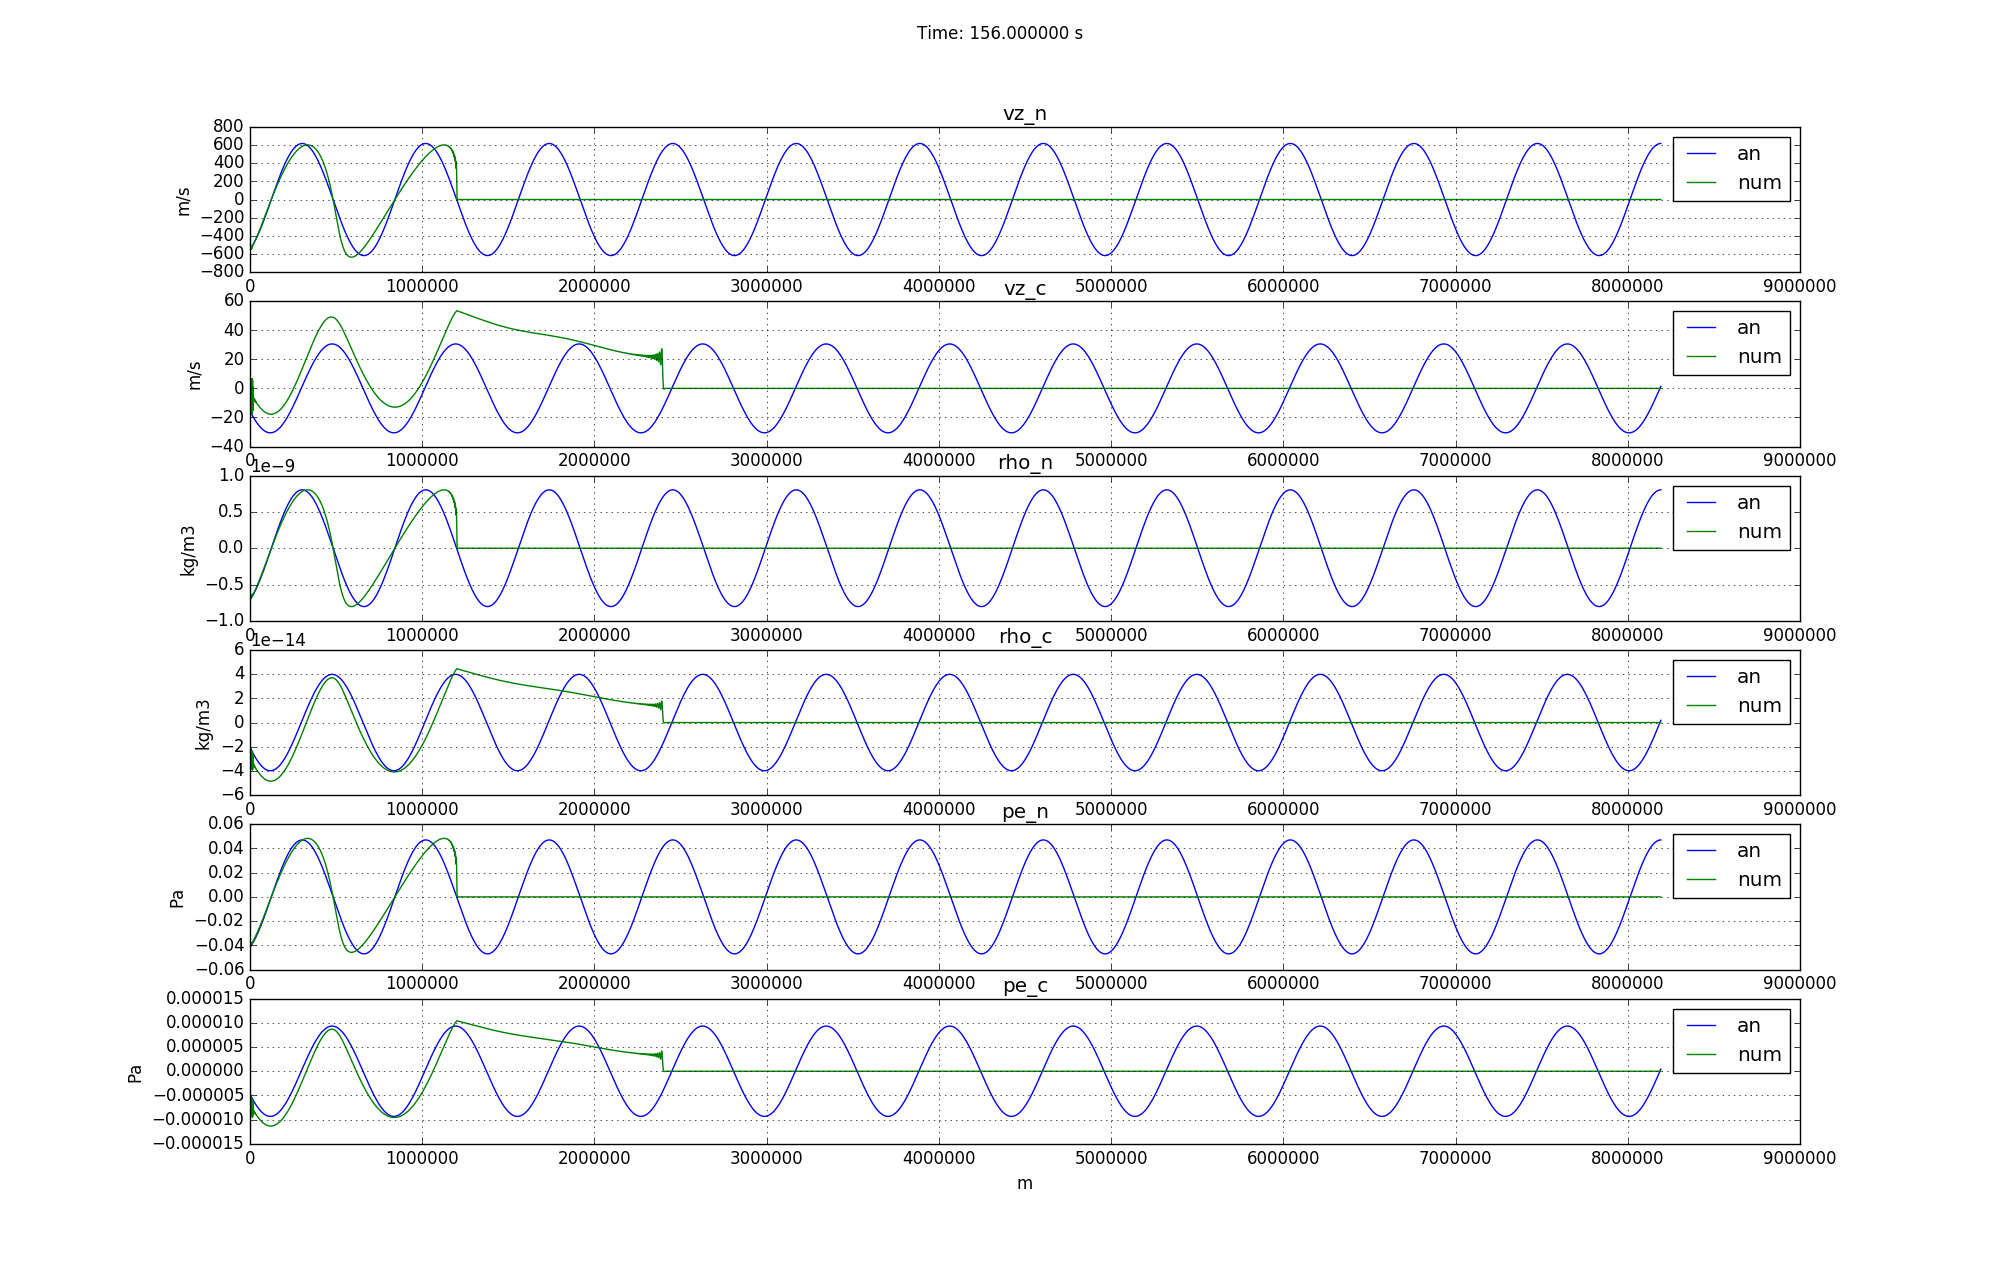 Time: 156.000000 s
vz_n
800
600
400
200
0
−200
−400
−600
−800
m/s
an
num
0 1000000 2000000 3000000 4000000 5000000 6000000 7000000 8000000 9000000
vz_c
60
40
20
0
−20
−40
m/s
an
num
0 1000000 2000000 3000000 4000000 5000000 6000000 7000000 8000000 9000000
1e−9
rho_n
1.0
0.5
0.0
−0.5
−1.0
kg/m3
an
num
0 1000000 2000000 3000000 4000000 5000000 6000000 7000000 8000000 9000000
1e−14
rho_c
6
4
2
0
−2
−4
−6
kg/m3
an
num
0 1000000 2000000 3000000 4000000 5000000 6000000 7000000 8000000 9000000
pe_n
0.06
0.04
0.02
0.00
−0.02
−0.04
−0.06
Pa
an
num
0 1000000 2000000 3000000 4000000 5000000 6000000 7000000 8000000 9000000
pe_c
0.000015
0.000010
0.000005
0.000000
−0.000005
−0.000010
−0.000015
Pa
an
num
0 1000000 2000000 3000000 4000000 5000000 6000000 7000000 8000000 9000000
m